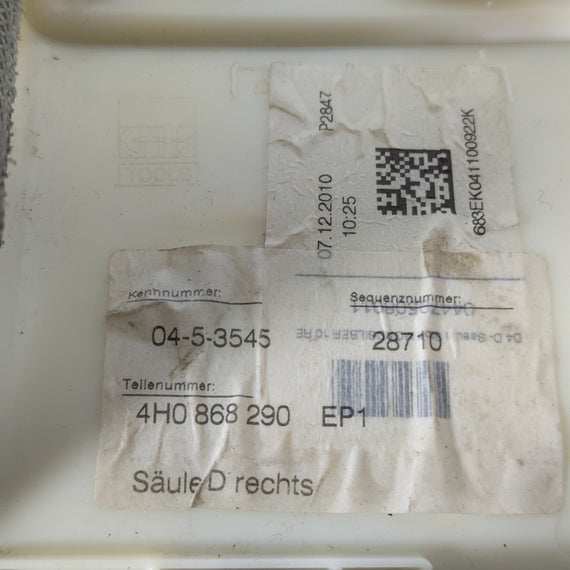 P2847
07.12.2010
10:25
683EK041100922K
Kennnummer:
Sequenznummer:
04-5-3545
28710
Teilenummer:
4H0 868 290 EP1
Säule D rechts